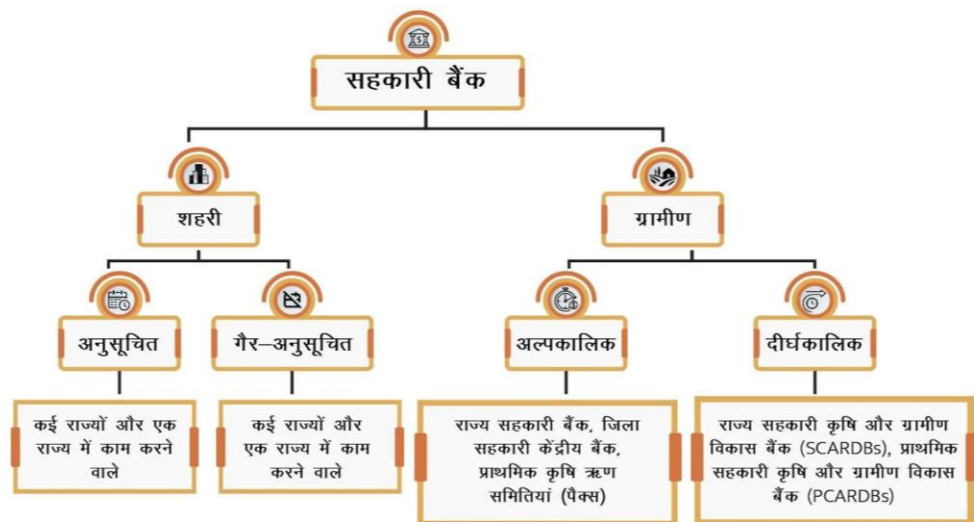 सहकारी बैंक
शहरी
ग्रामीण
अनुसूचित
गैर–अनुसूचित
अल्पकालिक
दीर्घकालिक
कई राज्यों और एक
राज्य में काम करने
वाले
कई राज्यों और
एक राज्य में काम
करने वाले
राज्य सहकारी बैंक, जिला
सहकारी केंद्रीय बैंक,
प्राथमिक कृषि ऋण
समितियां (पैक्स)
राज्य सहकारी कृषि और ग्रामीण
विकास बैंक (SCARDBs), प्राथमिक
सहकारी कृषि और ग्रामीण विकास
बैंक (PCARDBs)